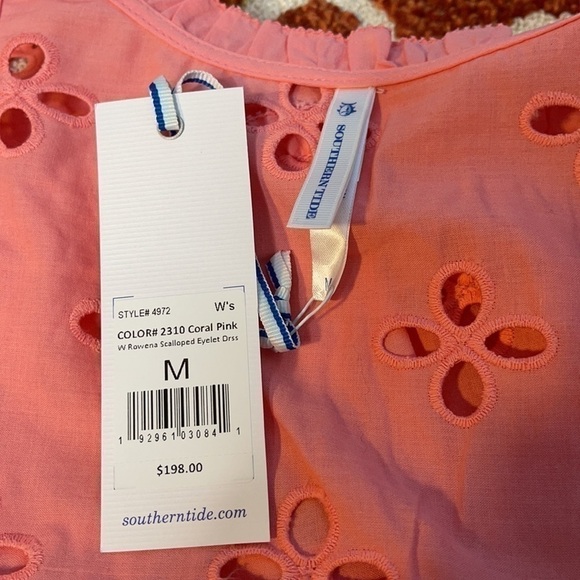 SOUTHERN TIDE
STYLE# 4972 W's
COLOR# 2310 Coral Pink
W Rowena Scalloped Eyelet Drss
M
1 92961 03084 1
$198.00
southerntide.com